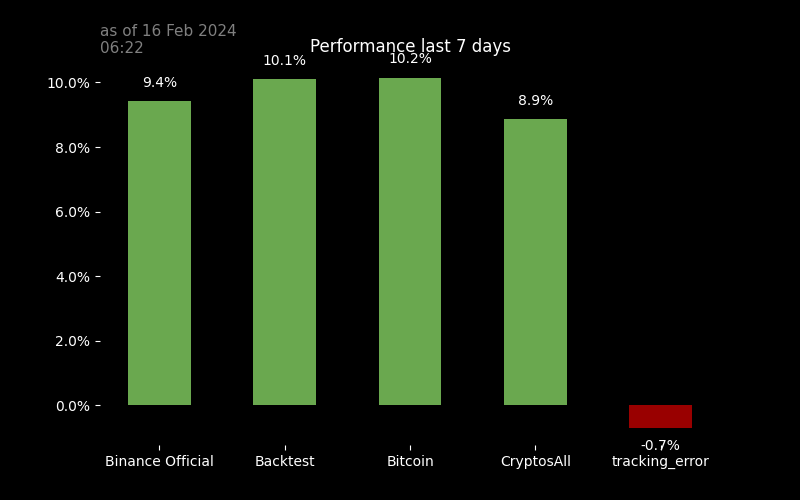 as of 16 Feb 2024
06:22
Performance last 7 days
10.0%
8.0%
6.0%
4.0%
2.0%
0.0%
9.4%
10.1%
10.2%
8.9%
-0.7%
Binance Official
Backtest
Bitcoin
CryptosAll
tracking_error